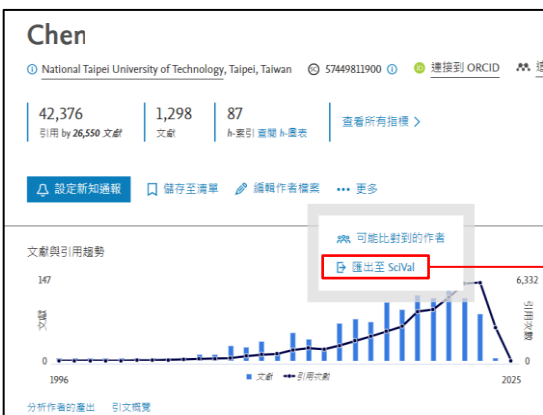 Chen
National Taipei University of Technology, Taipei, Taiwan SC 57449811900 iD 連接到 ORCID
42,376 1,298 87
引用 by 26,550 文獻 文獻 h-索引 查閱 h-圖表 查看所有指標 >
設定新知通報 儲存至清單 編輯作者檔案 ••• 更多
可能比對到的作者
文獻與引用趨勢
匯出至 SciVal
147 6,332
文獻 引用次數
0 0
1996 文獻 引用次數 2025
分析作者的產出 引文概覽